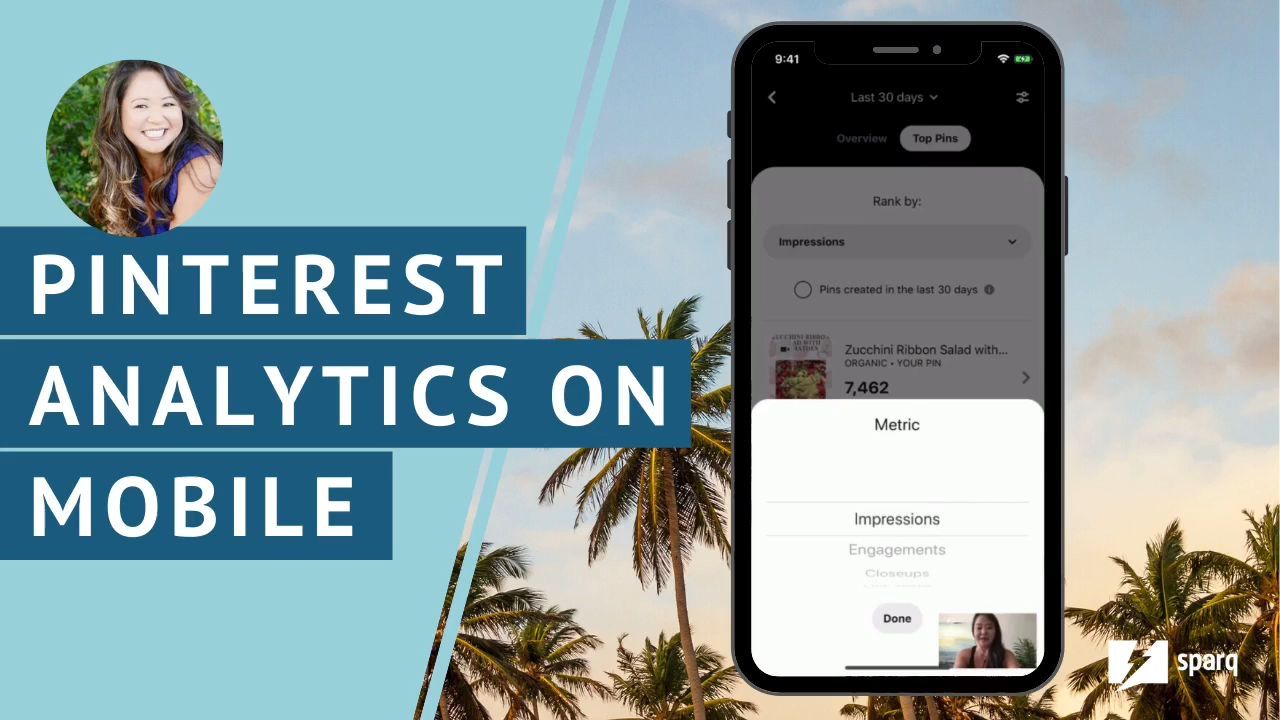 PINTEREST
ANALYTICS ON
MOBILE
9:41
Last 30 days
Overview Top Pins
Rank by:
Impressions
Pins created in the last 30 days
Zucchini Ribbon Salad with...
ORGANIC • YOUR PIN
7,462
Metric
Impressions
Engagements
Closeups
Done
sparq